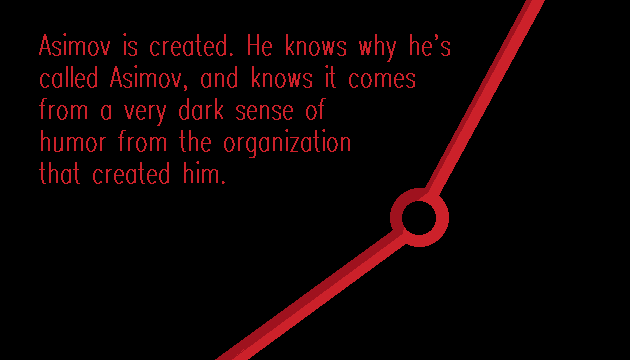 Asimov is created. He knows why he's
called Asimov, and knows it comes
from a very dark sense of
humor from the organization
that created him.